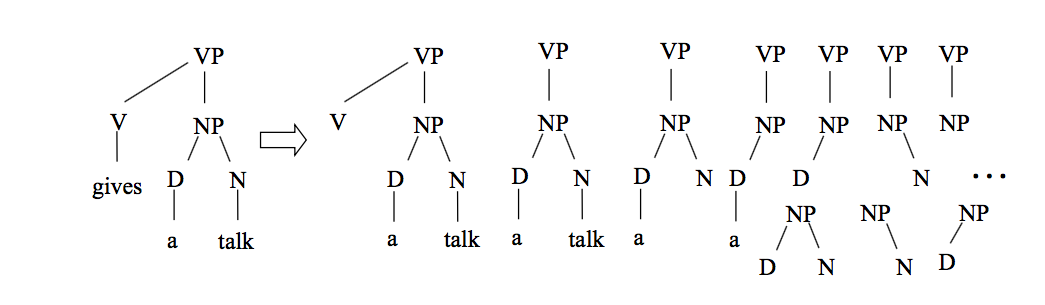 VP VP VP VP VP VP VP VP
V NP V NP NP NP NP NP NP NP
gives D N D N D N D N D D N ...
a talk a talk a talk a a NP NP NP
D N N D